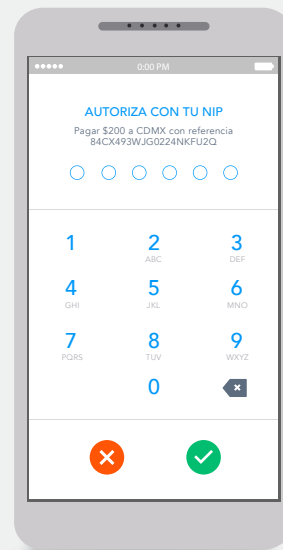 0:00 PM
AUTORIZA CON TU NIP
Pagar $200 a CDMX con referencia
84CX493WJG0224NKFU2Q
1 2 3
ABC DEF
4 5 6
GHI JKL MNO
7 8 9
PQRS TUV WXYZ
0